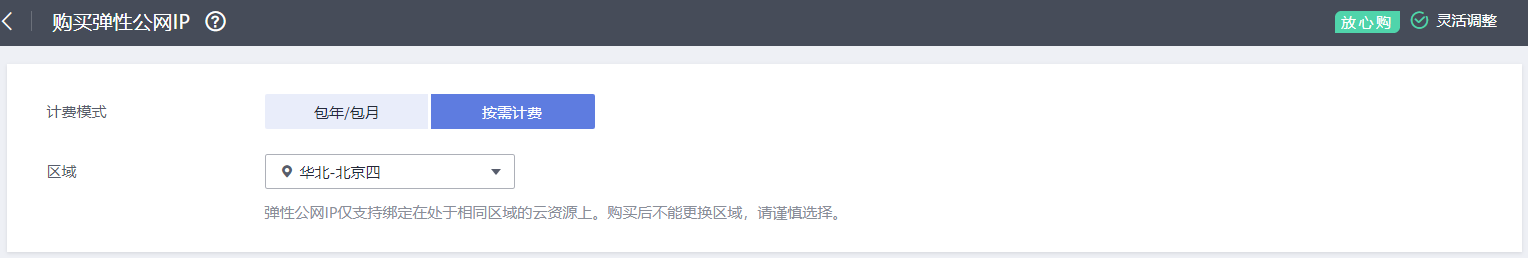 购买弹性公网IP ?
放心购 灵活调整
计费模式 包年/包月 按需计费
区域 华北-北京四
弹性公网IP仅支持绑定在处于相同区域的云资源上。购买后不能更换区域，请谨慎选择。